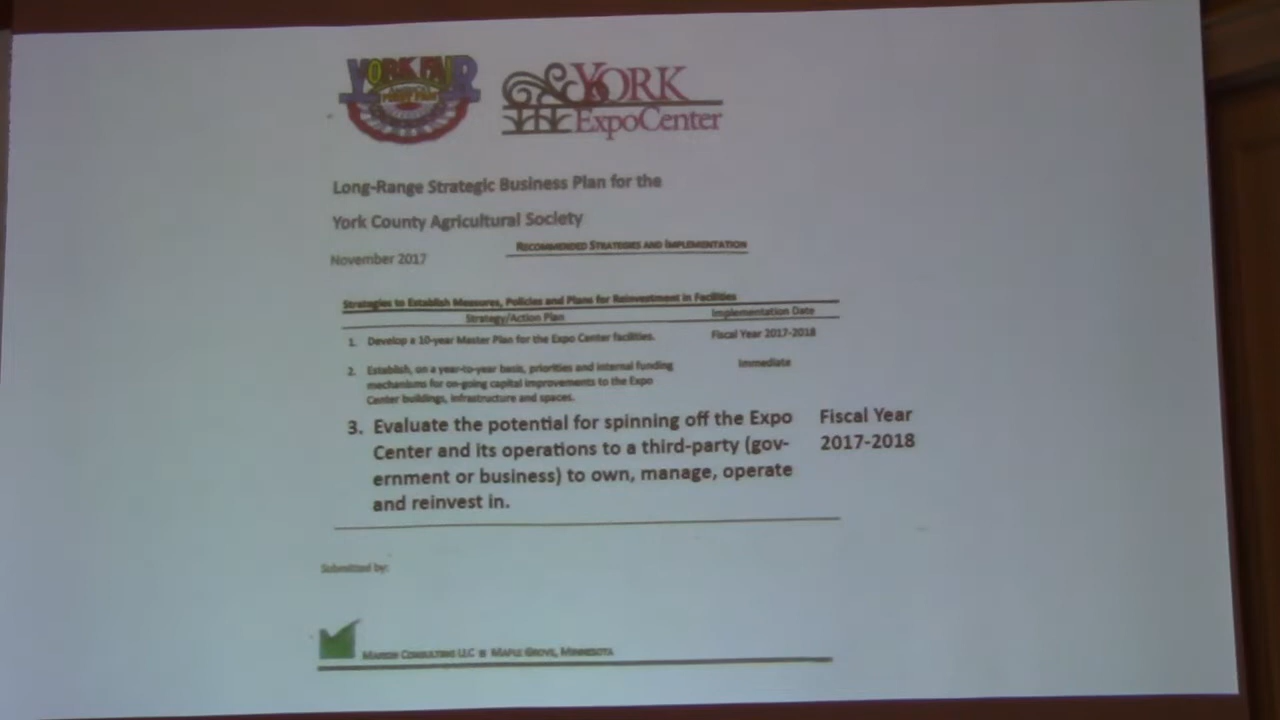 YORK FAIR
YORK
ExpoCenter
Long-Range Strategic Business Plan for the
York County Agricultural Society
RECOMMENDED STRATEGIES AND IMPLEMENTATION
November 2017
Strategies to Establish Measures, Policies and Plans for Reinvestment in Facilities
Strategy/Action Plan Implementation Date
1. Develop a 10-year Master Plan for the Expo Center facilities. Fiscal Year 2017-2018
2. Establish, on a year-to-year basis, priorities and internal funding Immediate
mechanisms for on-going capital improvements to the Expo
Center buildings, infrastructure and spaces.
3. Evaluate the potential for spinning off the Expo Fiscal Year
Center and its operations to a third-party (gov- 2017-2018
ernment or business) to own, manage, operate
and reinvest in.
Submitted by:
CONSULTING LLC MAPLE GROVE, MINNESOTA